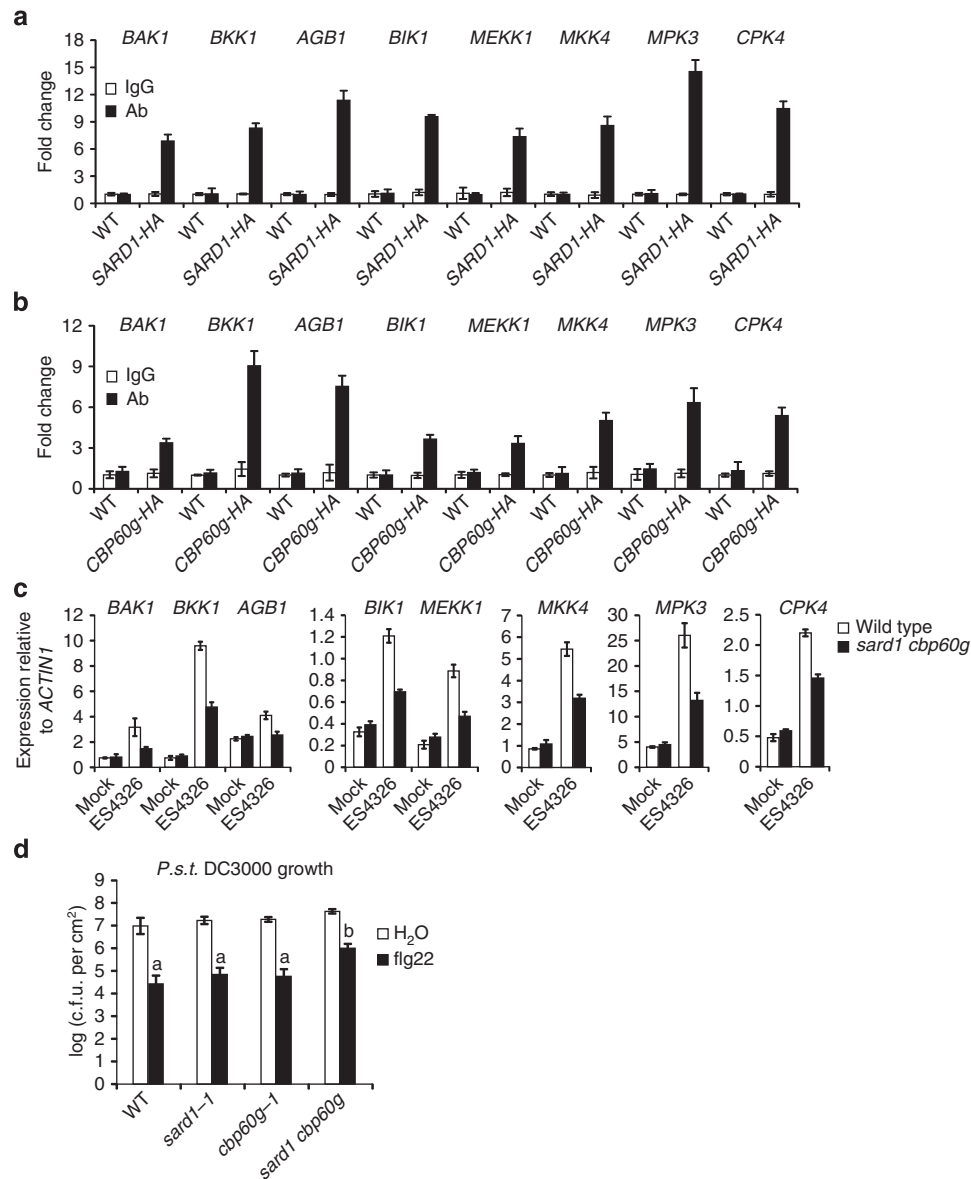 a
BAK1 BKK1 AGB1 BIK1 MEKK1 MKK4 MPK3 CPK4
Fold change
18
15
12
9
6
3
0
IgG
Ab
WT SARD1-HA WT SARD1-HA WT SARD1-HA WT SARD1-HA WT SARD1-HA WT SARD1-HA WT SARD1-HA WT SARD1-HA
b
BAK1 BKK1 AGB1 BIK1 MEKK1 MKK4 MPK3 CPK4
Fold change
12
9
6
3
0
IgG
Ab
WT CBP60g-HA WT CBP60g-HA WT CBP60g-HA WT CBP60g-HA WT CBP60g-HA WT CBP60g-HA WT CBP60g-HA WT CBP60g-HA
c
BAK1 BKK1 AGB1 BIK1 MEKK1 MKK4 MPK3 CPK4
Expression relative
to ACTIN1
12
10
8
6
4
2
0
1.4
1.2
1.0
0.8
0.6
0.4
0.2
0
7
6
5
4
3
2
1
0
30
25
20
15
10
5
0
2.5
2.0
1.5
1.0
0.5
0
Wild type
sard1 cbp60g
Mock ES4326 Mock ES4326 Mock ES4326 Mock ES4326 Mock ES4326 Mock ES4326 Mock ES4326 Mock ES4326
d
P.s.t. DC3000 growth
log (c.f.u. per cm²)
9
8
7
6
5
4
3
2
1
0
a a a b
H₂O
flg22
WT sard1–1 cbp60g–1 sard1 cbp60g